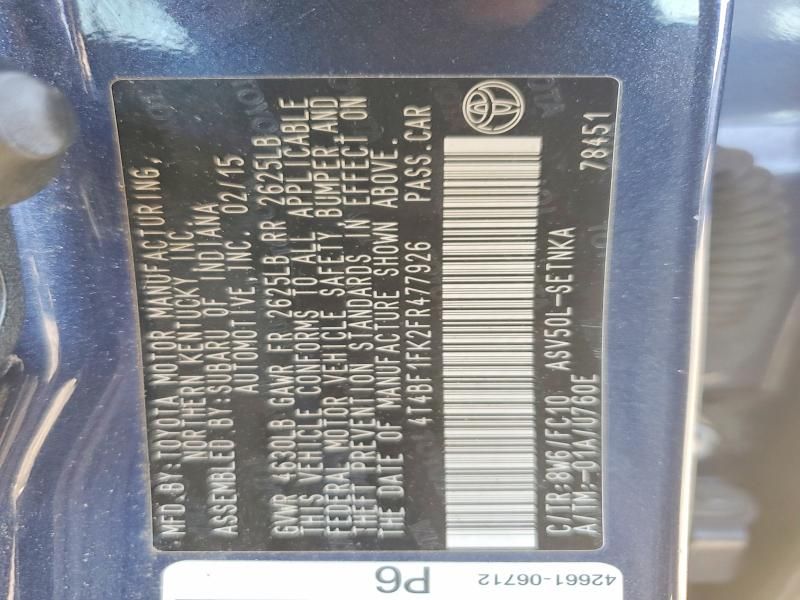 MFD. BY: TOYOTA MOTOR MANUFACTURING,
NORTHERN KENTUCKY INC.
ASSEMBLED BY: SUBARU OF INDIANA
AUTOMOTIVE, INC. 02/15
GVWR 4630LB GAWR FR 2625LB RR 2625LB
THIS VEHICLE CONFORMS TO ALL APPLICABLE
FEDERAL MOTOR VEHICLE SAFETY, BUMPER AND
THEFT PREVENTION STANDARDS IN EFFECT ON
THE DATE OF MANUFACTURE SHOWN ABOVE.
4T4BF1FK2FR477926 PASS. CAR
C/TR:8W6/FC10 ASV50L-SETNKA
A/TM:-01A/U760E 78451
P6
42661-06712